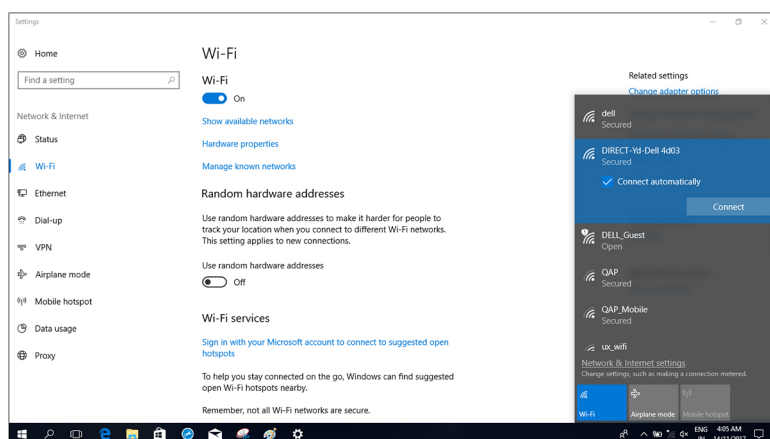 Settings
Home
Find a setting
Network & Internet
Status
Wi-Fi
Ethernet
Dial-up
VPN
Airplane mode
Mobile hotspot
Data usage
Proxy
Wi-Fi
Wi-Fi
On
Show available networks
Hardware properties
Manage known networks
Random hardware addresses
Use random hardware addresses to make it harder for people to
track your location when you connect to different Wi-Fi networks.
This setting applies to new connections.
Use random hardware addresses
Off
Wi-Fi services
Sign in with your Microsoft account to connect to suggested open
hotspots
To help you stay connected on the go, Windows can find suggested
open Wi-Fi hotspots nearby.
Remember, not all Wi-Fi networks are secure.
Related settings
Change adapter options
dell
Secured
DIRECT-Yd-Dell 4d03
Secured
Connect automatically
Connect
DELL_Guest
Open
QAP
Secured
QAP_Mobile
Secured
ux_wifi
Network & Internet settings
Change settings, such as making a connection metered.
Wi-Fi
Airplane mode
Mobile hotspot
ENG
IN
4:05 AM
14/11/2017